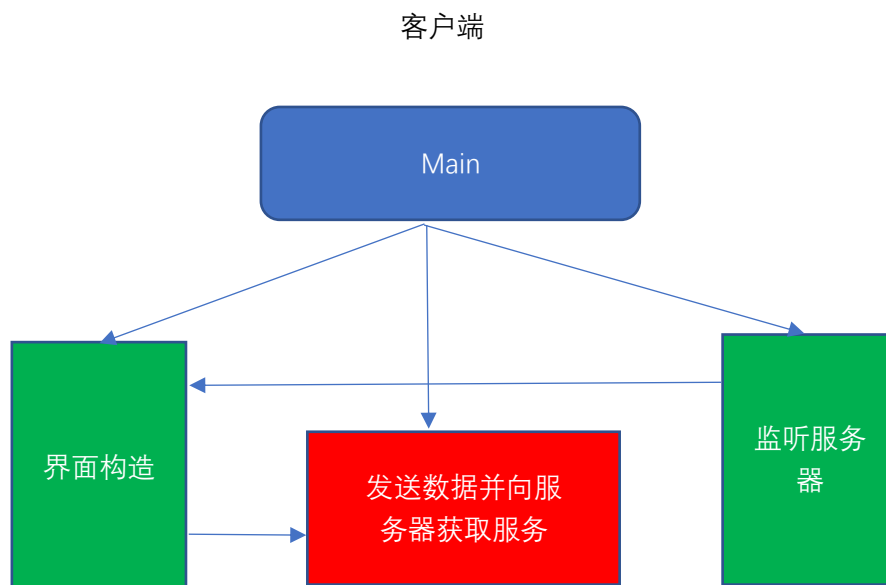 客户端
Main
界面构造
发送数据并向服
务器获取服务
监听服务
器